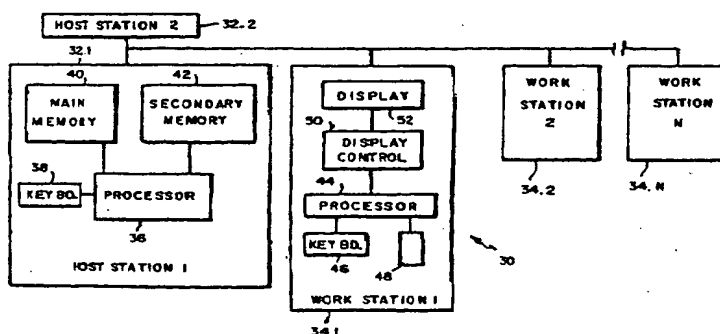 HOST STATION 2
32.2
32.1
40
MAIN
MEMORY
42
SECONDARY
MEMORY
38
KEY BD.
PROCESSOR
36
HOST STATION 1
DISPLAY
52
50
DISPLAY
CONTROL
44
PROCESSOR
KEY BD.
46
48
WORK STATION 1
34.1
WORK
STATION
2
34.2
WORK
STATION
N
34.N
30